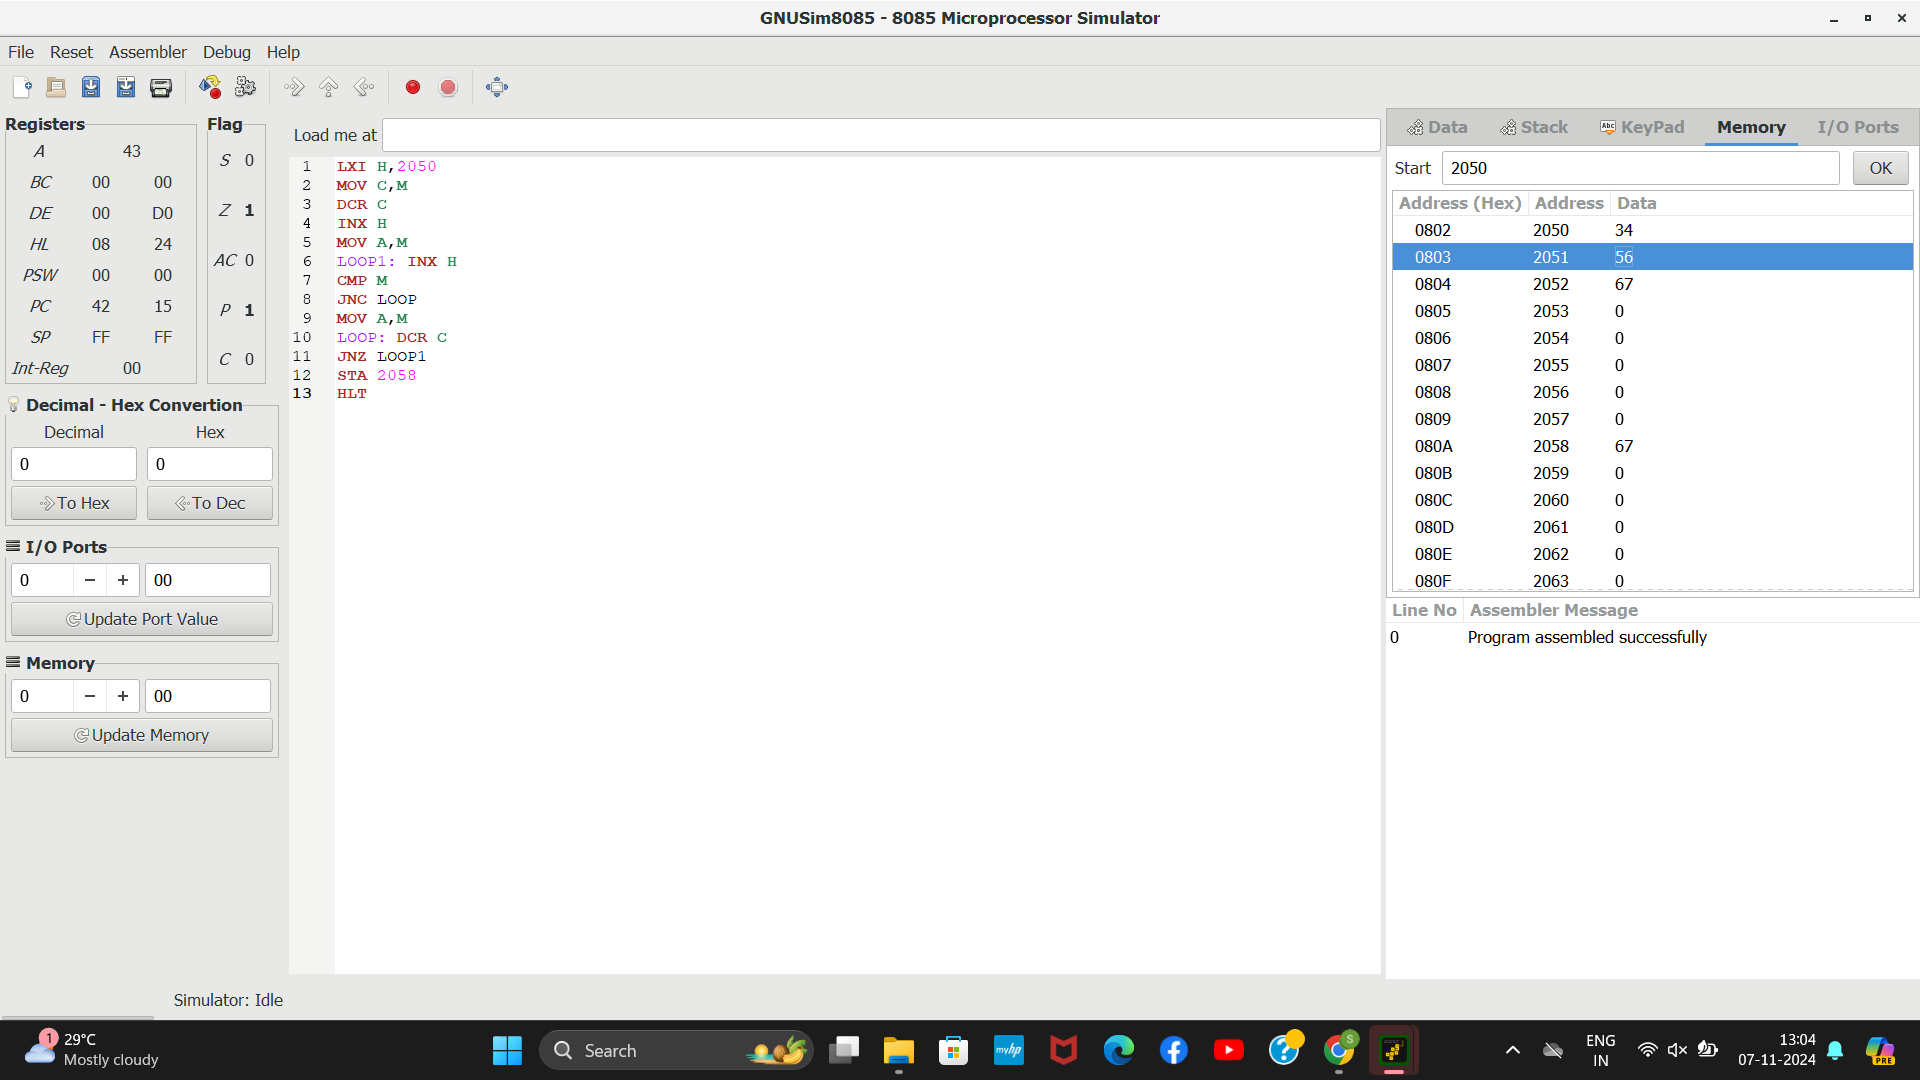 GNUSim8085 - 8085 Microprocessor Simulator
File Reset Assembler Debug Help
Registers
A 43
BC 00 00
DE 00 D0
HL 08 24
PSW 00 00
PC 42 15
SP FF FF
Int-Reg 00
Flag
S 0
Z 1
AC 0
P 1
C 0
Decimal - Hex Convertion
Decimal Hex
0 0
To Hex To Dec
I/O Ports
0 − + 00
Update Port Value
Memory
0 − + 00
Update Memory
Load me at
1 LXI H,2050
2 MOV C,M
3 DCR C
4 INX H
5 MOV A,M
6 LOOP1: INX H
7 CMP M
8 JNC LOOP
9 MOV A,M
10 LOOP: DCR C
11 JNZ LOOP1
12 STA 2058
13 HLT
Data Stack Abc KeyPad Memory I/O Ports
Start 2050 OK
Address (Hex) Address Data
0802 2050 34
0803 2051 56
0804 2052 67
0805 2053 0
0806 2054 0
0807 2055 0
0808 2056 0
0809 2057 0
080A 2058 67
080B 2059 0
080C 2060 0
080D 2061 0
080E 2062 0
080F 2063 0
Line No Assembler Message
0 Program assembled successfully
Simulator: Idle
1 29°C
Mostly cloudy
Search
myhp
S
ENG
IN
13:04
07-11-2024
PRE